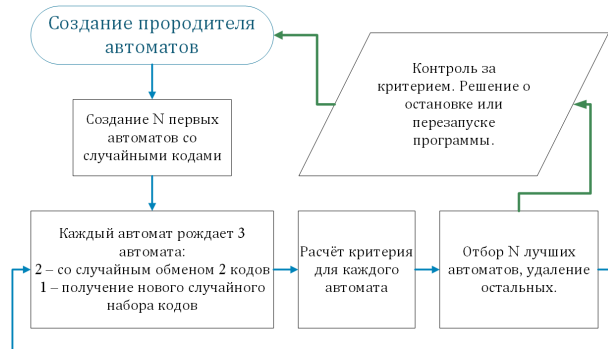 Создание прородителя
автоматов
Контроль за
критерием. Решение о
остановке или
перезапуске
программы.
Создание N первых
автоматов со
случайными кодами
Каждый автомат рождает 3
автомата:
2 – со случайным обменом 2 кодов
1 – получение нового случайного
набора кодов
Расчёт критерия
для каждого
автомата
Отбор N лучших
автоматов, удаление
остальных.